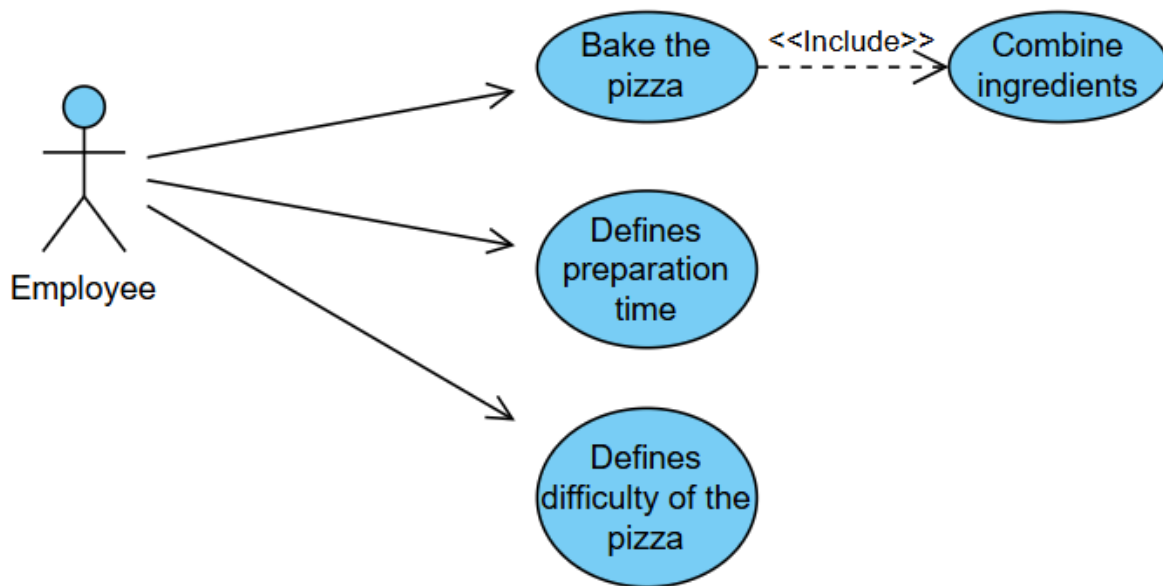 Bake the
pizza
<<Include>>
Combine
ingredients
Employee
Defines
preparation
time
Defines
difficulty of the
pizza